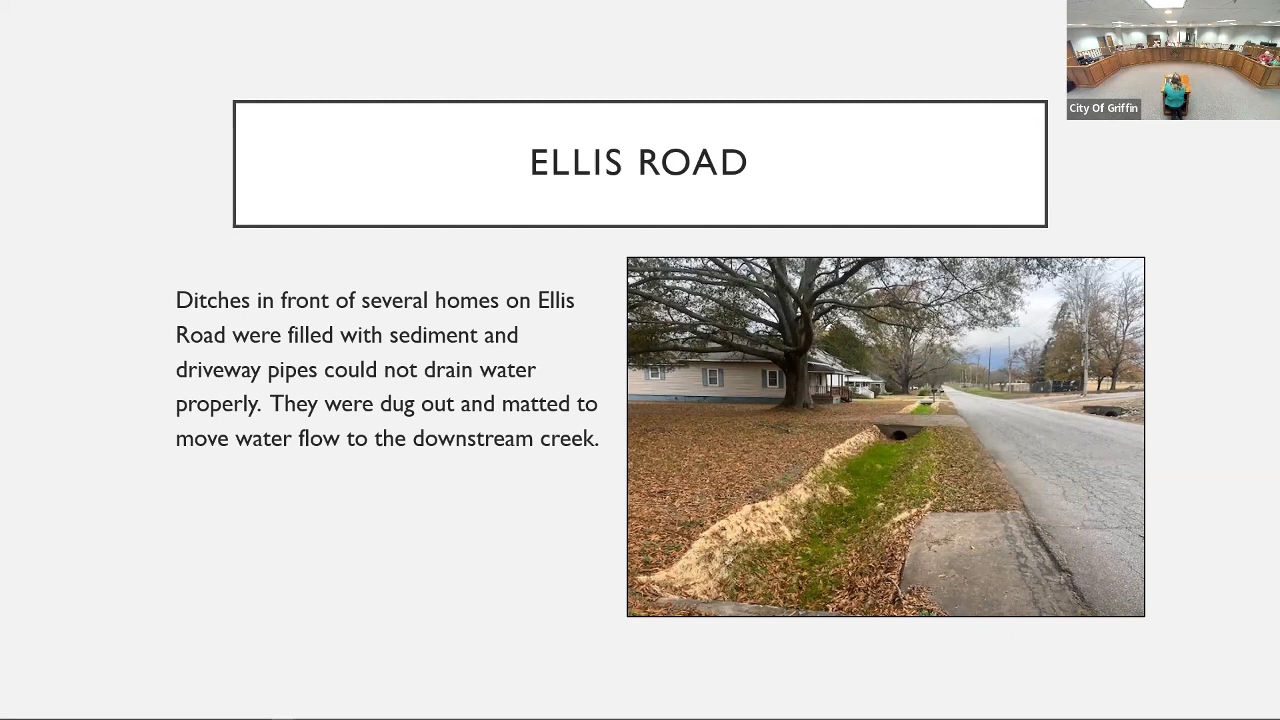 City Of Griffin
ELLIS ROAD
Ditches in front of several homes on Ellis
Road were filled with sediment and
driveway pipes could not drain water
properly.  They were dug out and matted to
move water flow to the downstream creek.